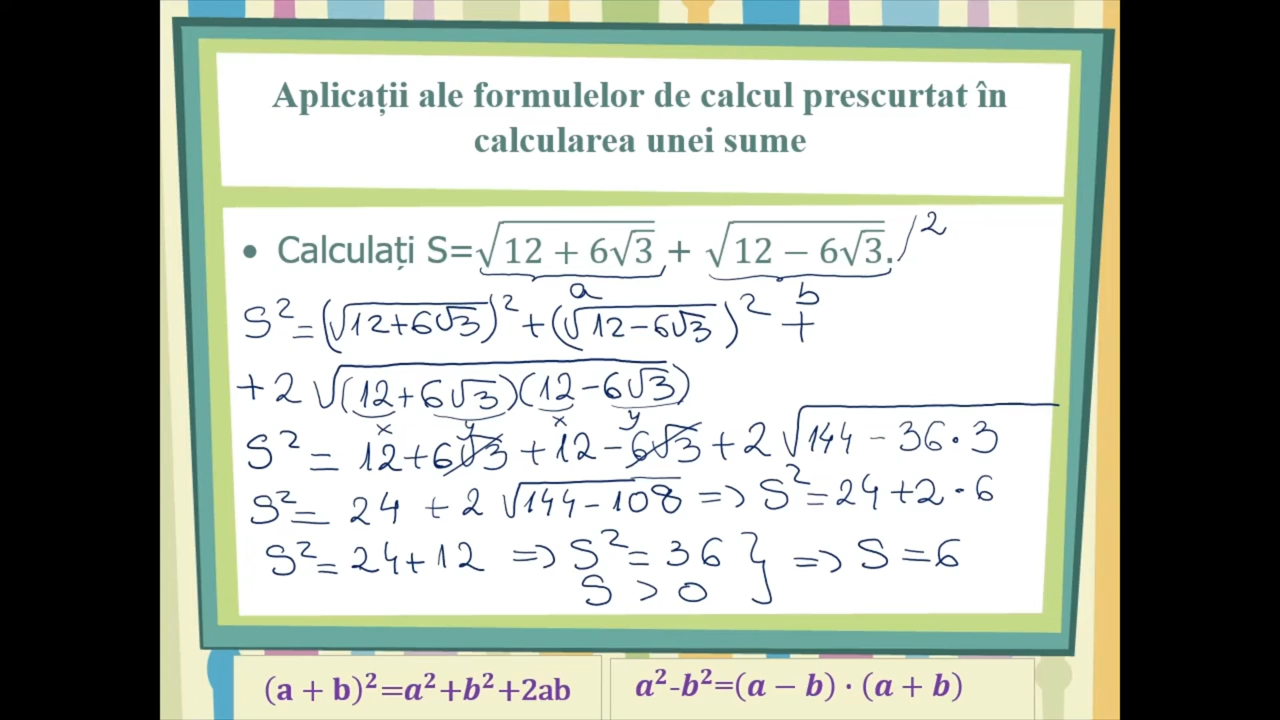 Aplicații ale formulelor de calcul prescurtat în
calcularea unei sume
• Calculați S=√(12 + 6√3) + √(12 − 6√3). /2
a b
S²=(√(12+6√3))²+(√(12−6√3))² +
+2√((12+6√3)(12−6√3))
x y x y
S² = 12+6√3+12−6√3+2√(144−36·3)
S² = 24 + 2√(144−108) => S²=24+2·6
S²=24+12 => S²=36 } => S=6
S > 0
(a + b)²=a²+b²+2ab
a²-b²=(a − b) · (a + b)